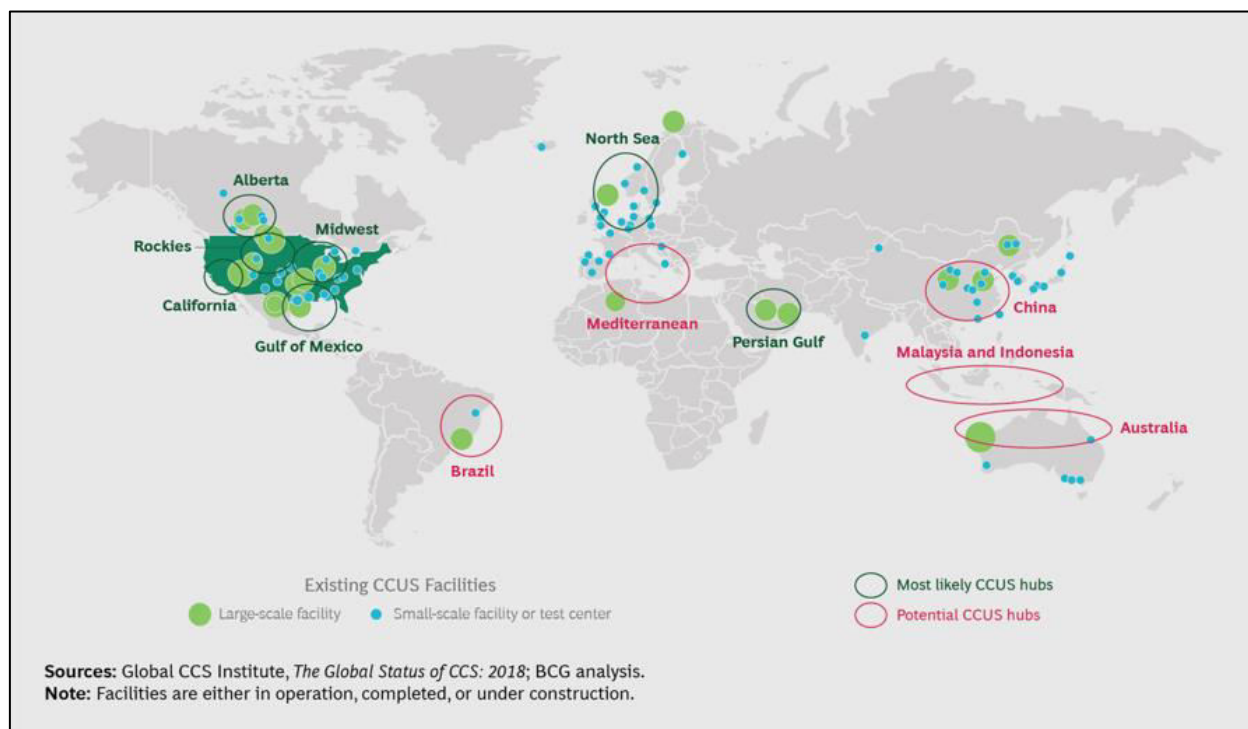 North Sea
Alberta
Midwest
Rockies
California
Gulf of Mexico
Mediterranean
Persian Gulf
China
Malaysia and Indonesia
Australia
Brazil
Existing CCUS Facilities
Large-scale facility
Small-scale facility or test center
Most likely CCUS hubs
Potential CCUS hubs
Sources: Global CCS Institute, The Global Status of CCS: 2018; BCG analysis.
Note: Facilities are either in operation, completed, or under construction.